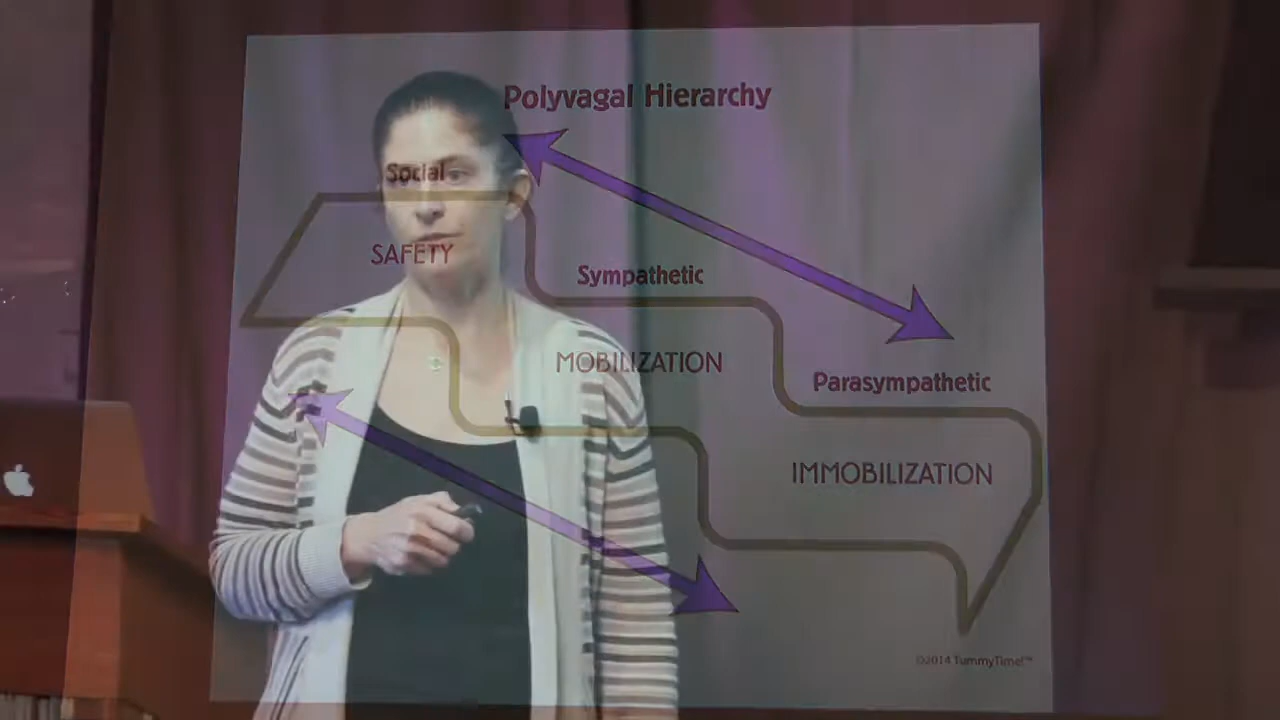 Polyvagal Hierarchy
Social
SAFETY
Sympathetic
MOBILIZATION
Parasympathetic
IMMOBILIZATION
©2014 TummyTime!™